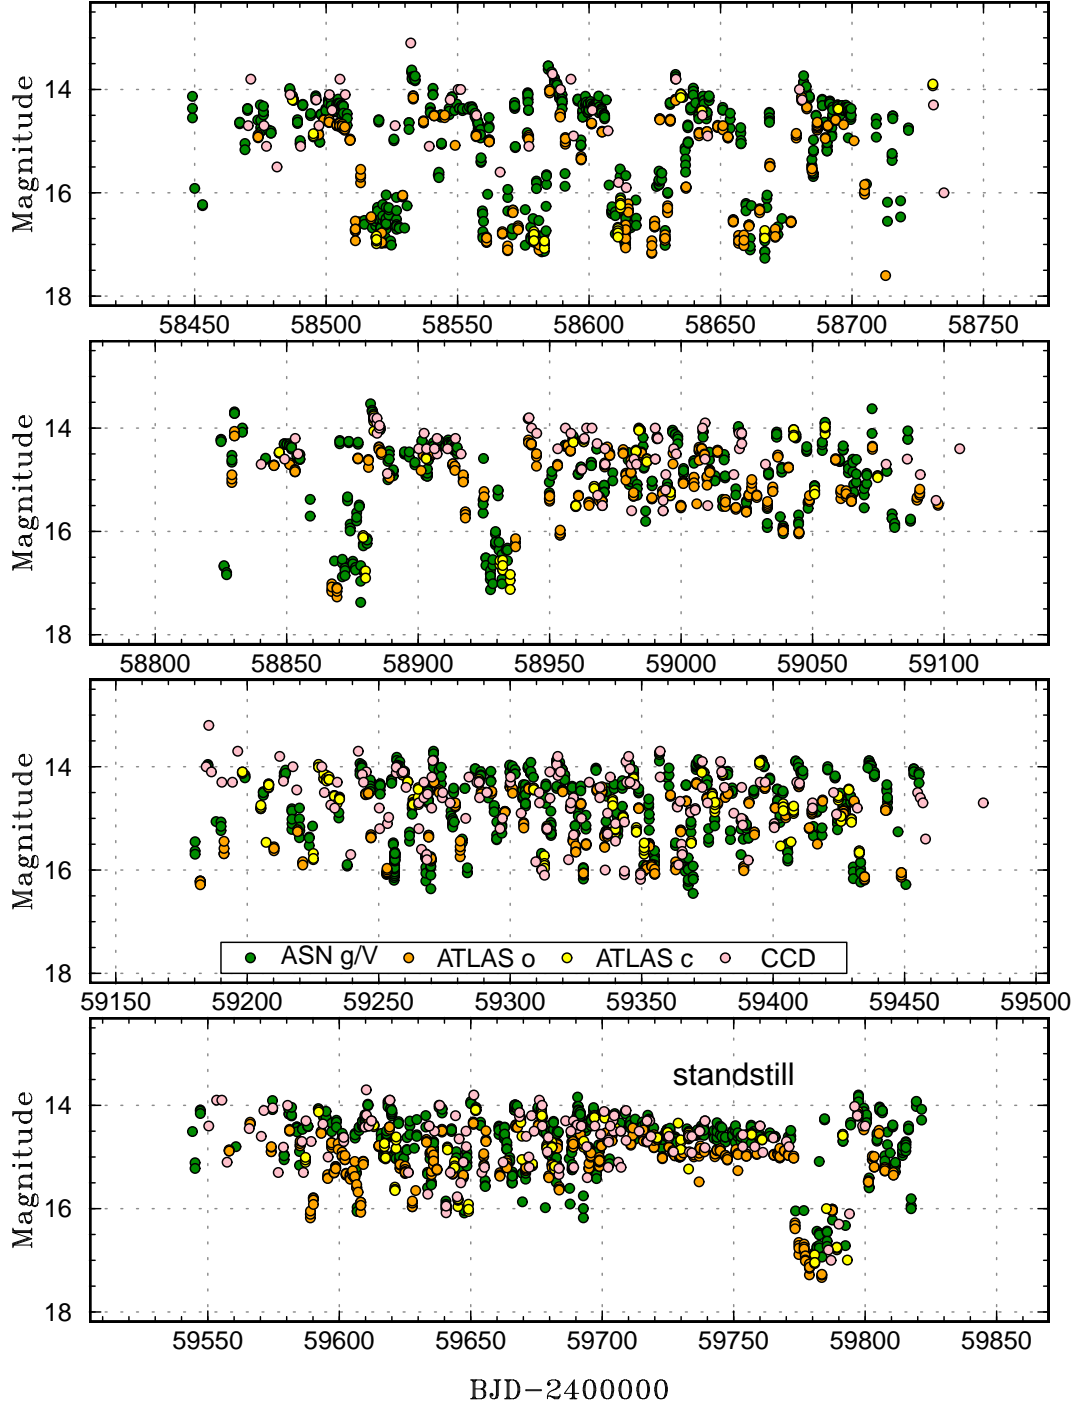 Magnitude
14
16
18
58450 58500 58550 58600 58650 58700 58750
Magnitude
14
16
18
58800 58850 58900 58950 59000 59050 59100
Magnitude
14
16
18
ASN g/V ATLAS o ATLAS c CCD
59150 59200 59250 59300 59350 59400 59450 59500
Magnitude
standstill
14
16
18
59550 59600 59650 59700 59750 59800 59850
BJD-2400000